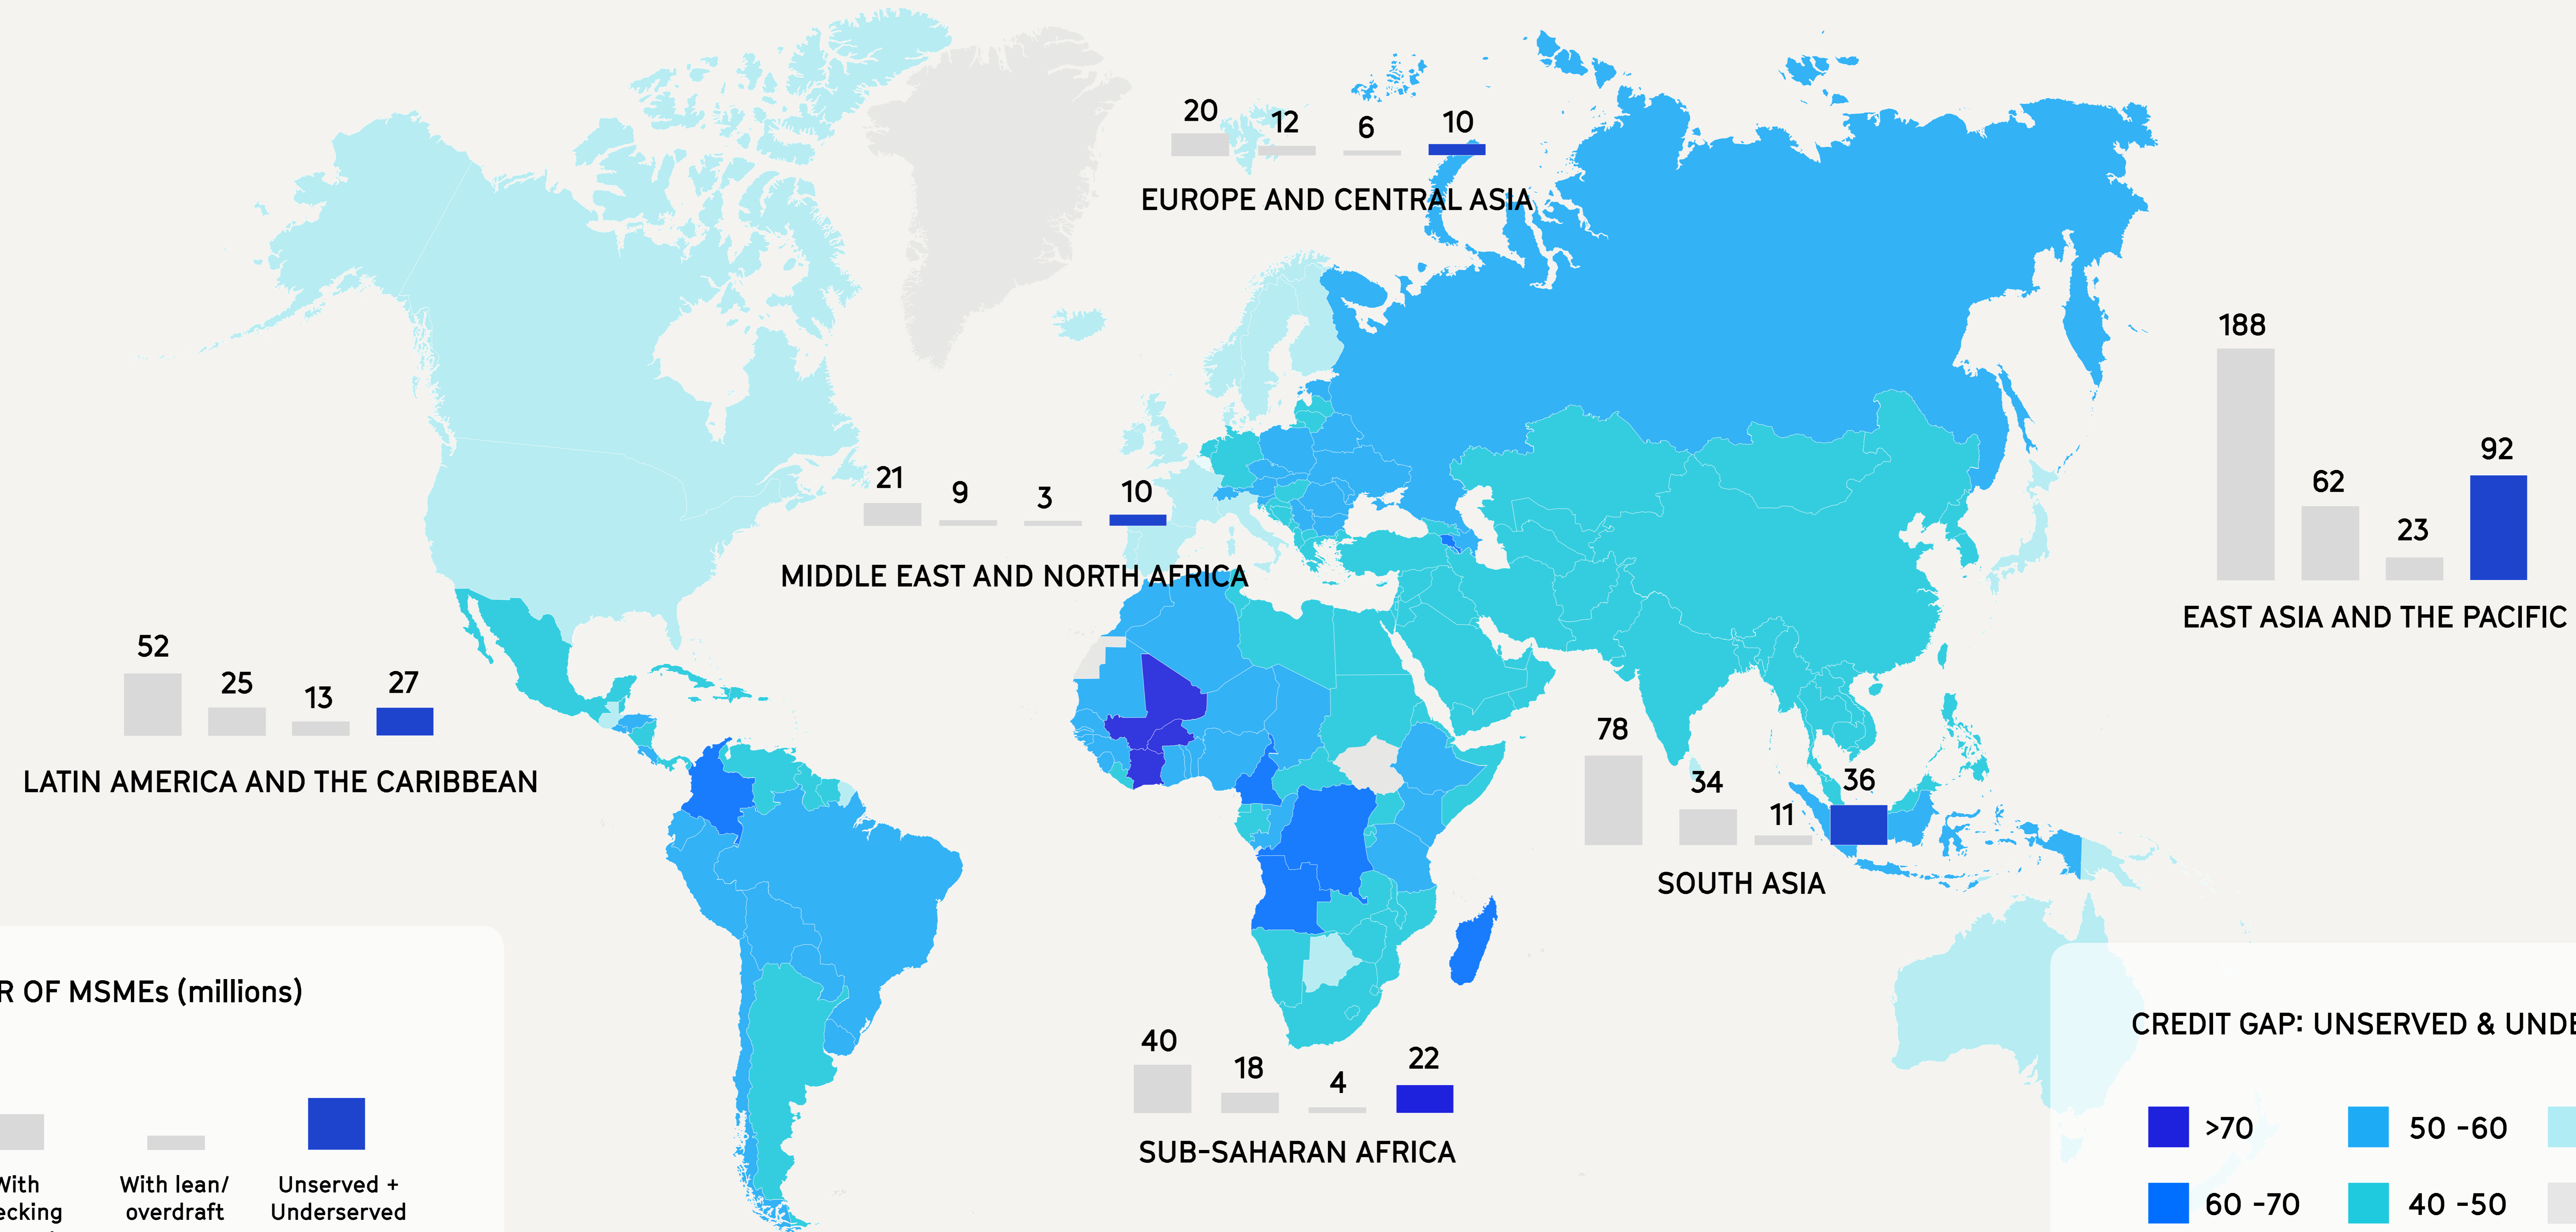 20 12 6 10
EUROPE AND CENTRAL ASIA
188 62 23 92
EAST ASIA AND THE PACIFIC
21 9 3 10
MIDDLE EAST AND NORTH AFRICA
52 25 13 27
LATIN AMERICA AND THE CARIBBEAN
78 34 11 36
SOUTH ASIA
40 18 4 22
SUB-SAHARAN AFRICA
R OF MSMEs (millions)
With
ecking
With lean/
overdraft
Unserved +
Underserved
CREDIT GAP: UNSERVED & UNDE
>70
50 -60
60 -70
40 -50